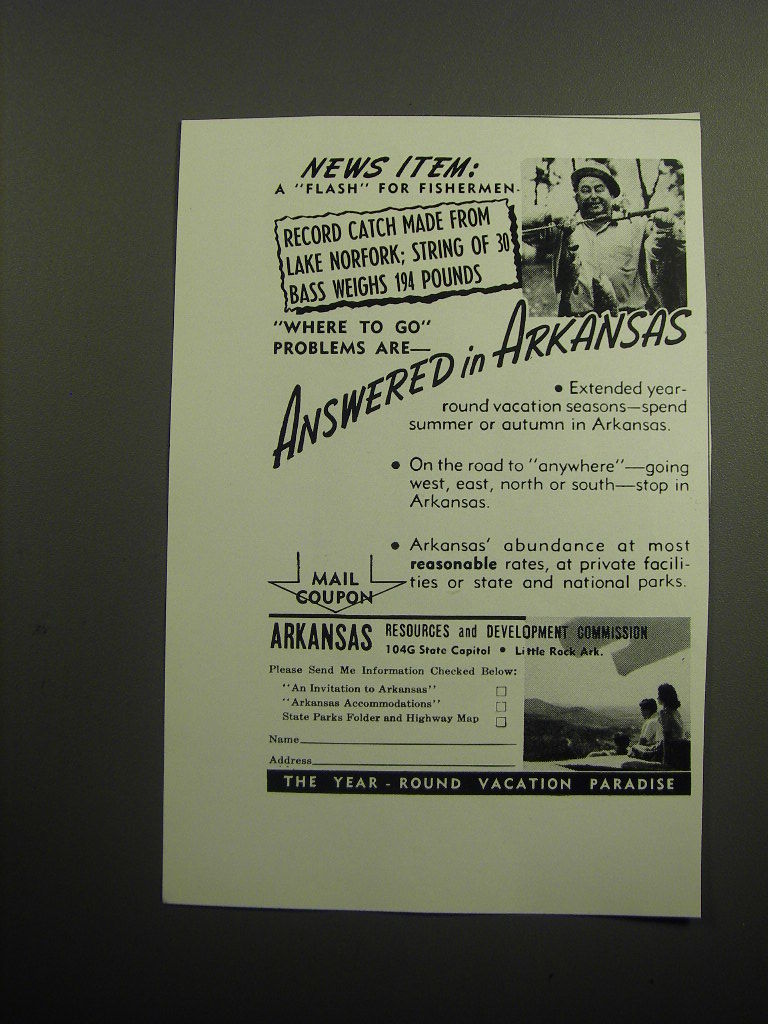 NEWS ITEM:
A "FLASH" FOR FISHERMEN-
RECORD CATCH MADE FROM
LAKE NORFORK; STRING OF 30
BASS WEIGHS 194 POUNDS
"WHERE TO GO"
PROBLEMS ARE—
ANSWERED in ARKANSAS
• Extended year-
round vacation seasons—spend
summer or autumn in Arkansas.
• On the road to "anywhere"—going
west, east, north or south—stop in
Arkansas.
• Arkansas' abundance at most
reasonable rates, at private facili-
ties or state and national parks.
MAIL
COUPON
ARKANSAS RESOURCES and DEVELOPMENT COMMISSION
104G State Capitol • Little Rock Ark.
Please Send Me Information Checked Below:
"An Invitation to Arkansas" □
"Arkansas Accommodations" □
State Parks Folder and Highway Map □
Name
Address
THE YEAR-ROUND VACATION PARADISE